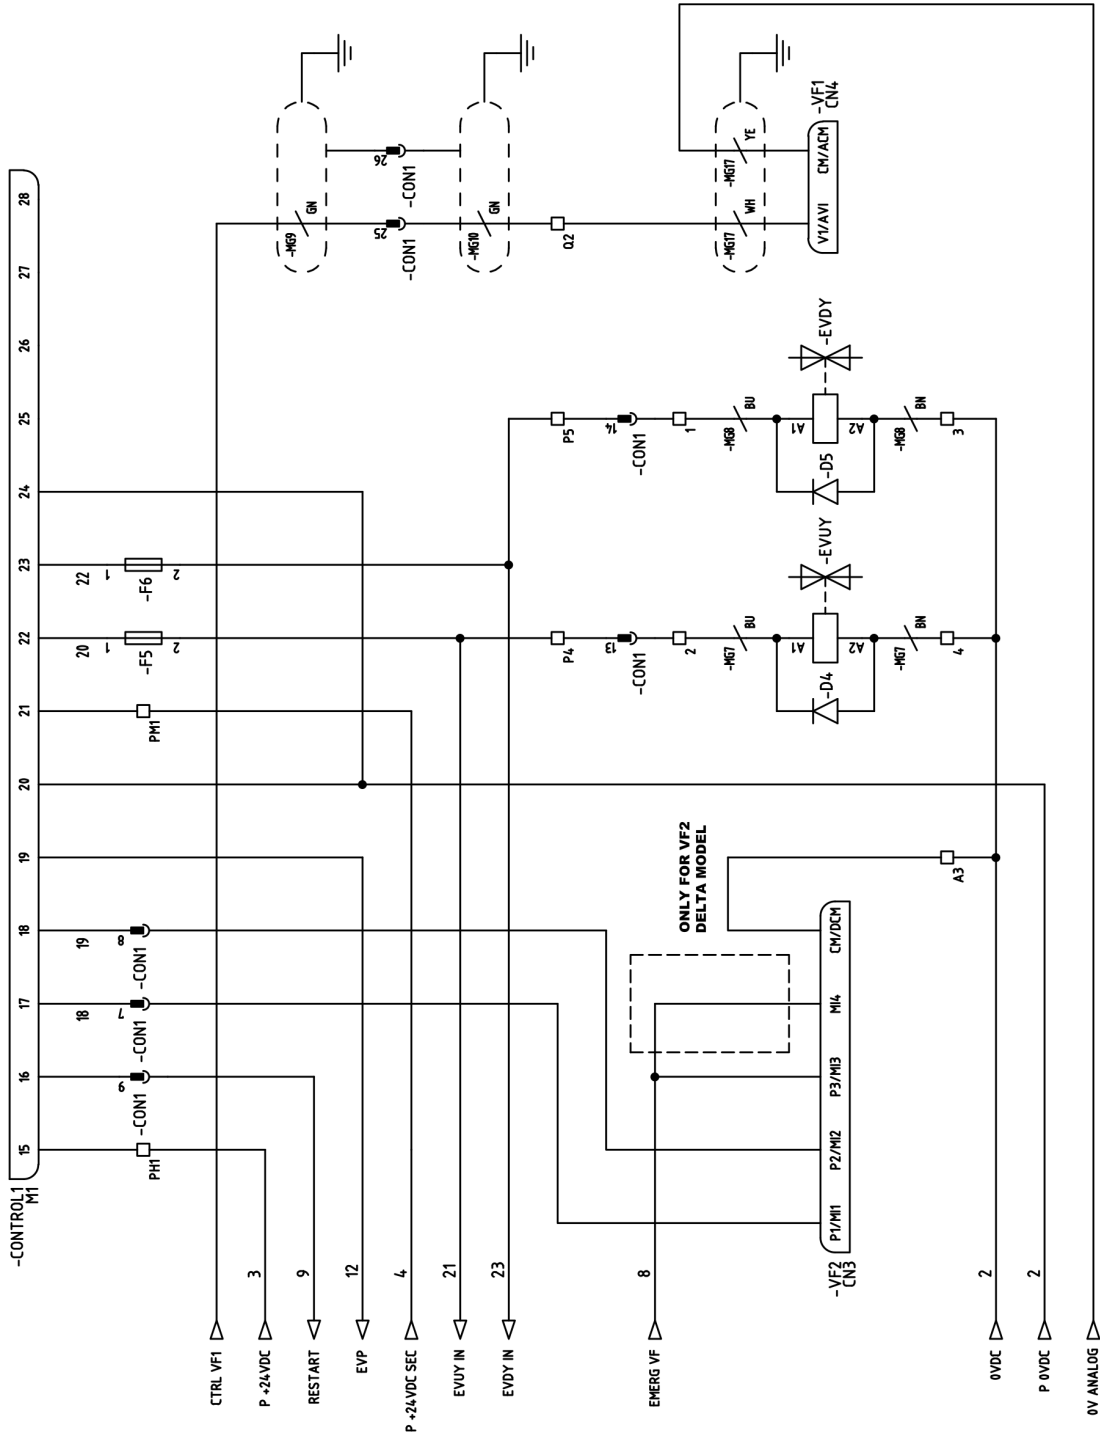 -CONTROL1
M1
15
16
17
18
19
20
21
22
23
24
25
26
27
28
PH1
-CON1
9
-CON1
7
18
-CON1
8
19
PM1
20
1
-F5
2
22
1
-F6
2
-MG9
GN
25
-CON1
26
-CON1
-MG10
GN
Q2
-MG17
WH
-MG17
YE
V1/AVI
CM/ACM
-VF1
CN4
P5
14
-CON1
1
-MG8
BU
A1
A2
-D5
-EVDY
-MG8
BN
3
P4
13
-CON1
2
-MG7
BU
A1
A2
-D4
-EVUY
-MG7
BN
4
ONLY FOR VF2
DELTA MODEL
A3
-VF2
CN3
P1/MI1
P2/MI2
P3/MI3
MI4
CM/DCM
CTRL VF1
P +24VDC
3
RESTART
9
EVP
12
P +24VDC SEC
4
EVUY IN
21
EVDY IN
23
EMERG VF
8
0VDC
2
P 0VDC
2
0V ANALOG